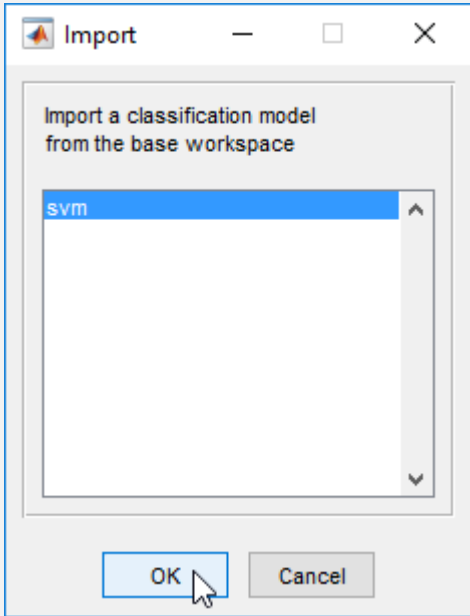 Import
Import a classification model
from the base workspace
svm
OK
Cancel